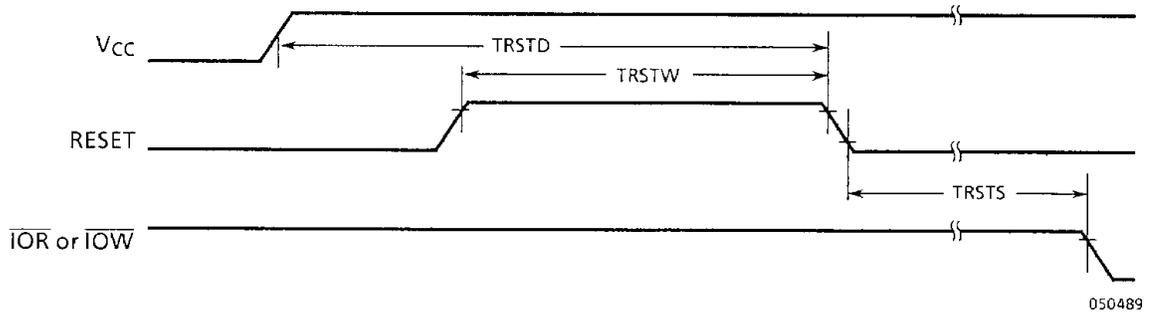 VCC
TRSTD
TRSTW
RESET
TRSTS
IOR or IOW
050489